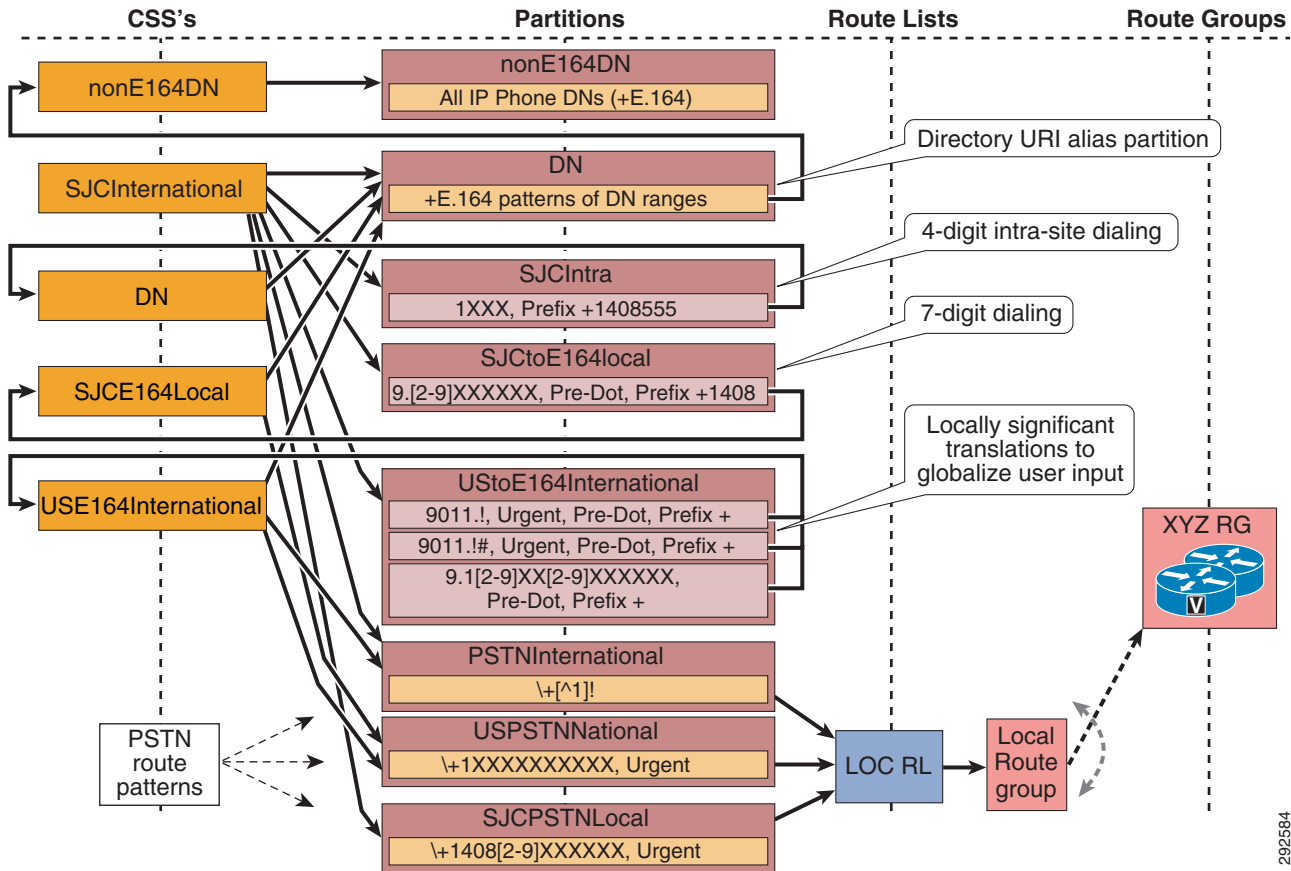 CSS's
Partitions
Route Lists
Route Groups
nonE164DN
nonE164DN
All IP Phone DNs (+E.164)
Directory URI alias partition
SJCInternational
DN
+E.164 patterns of DN ranges
4-digit intra-site dialing
DN
SJCIntra
1XXX, Prefix +1408555
7-digit dialing
SJCE164Local
SJCtoE164local
9.[2-9]XXXXXX, Pre-Dot, Prefix +1408
Locally significant
translations to
globalize user input
USE164International
UStoE164International
9011.!, Urgent, Pre-Dot, Prefix +
9011.!#, Urgent, Pre-Dot, Prefix +
9.1[2-9]XX[2-9]XXXXXX,
Pre-Dot, Prefix +
XYZ RG
V
PSTNInternational
\+[^1]!
PSTN
route
patterns
USPSTNNational
\+1XXXXXXXXXX, Urgent
LOC RL
Local
Route
group
SJCPSTNLocal
\+1408[2-9]XXXXXX, Urgent
292584